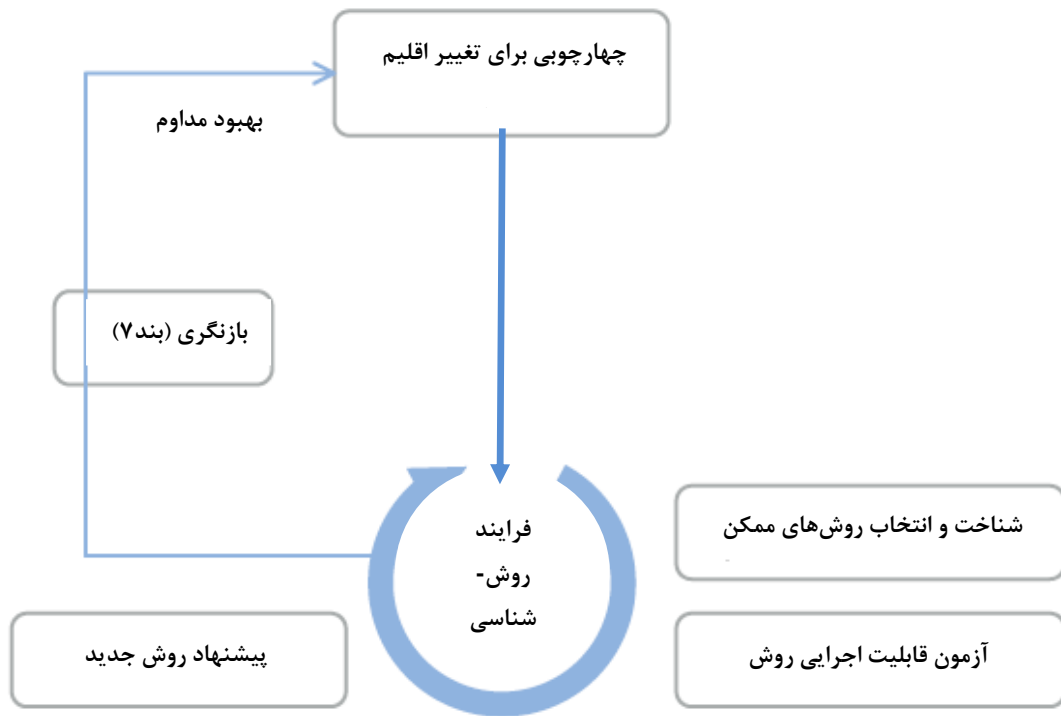 چهارچوبی برای تغییر اقلیم
بهبود مداوم
بازنگری (بند۷)
فرایند
روش-
شناسی
شناخت و انتخاب روش‌های ممکن
آزمون قابلیت اجرایی روش
پیشنهاد روش جدید